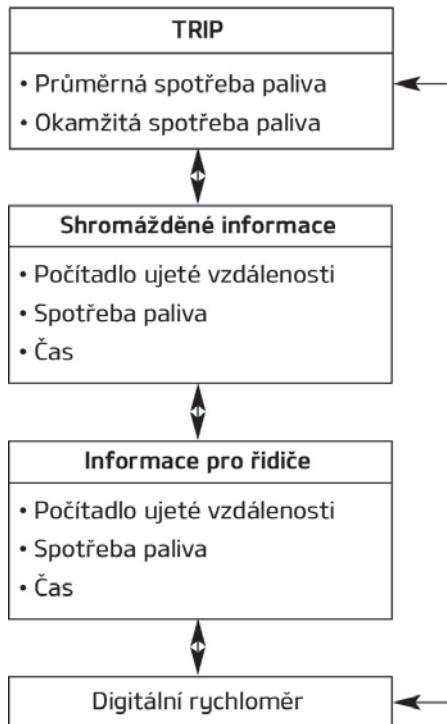 TRIP
• Průměrná spotřeba paliva
• Okamžitá spotřeba paliva
Shromážděné informace
• Počítadlo ujeté vzdálenosti
• Spotřeba paliva
• Čas
Informace pro řidiče
• Počítadlo ujeté vzdálenosti
• Spotřeba paliva
• Čas
Digitální rychloměr